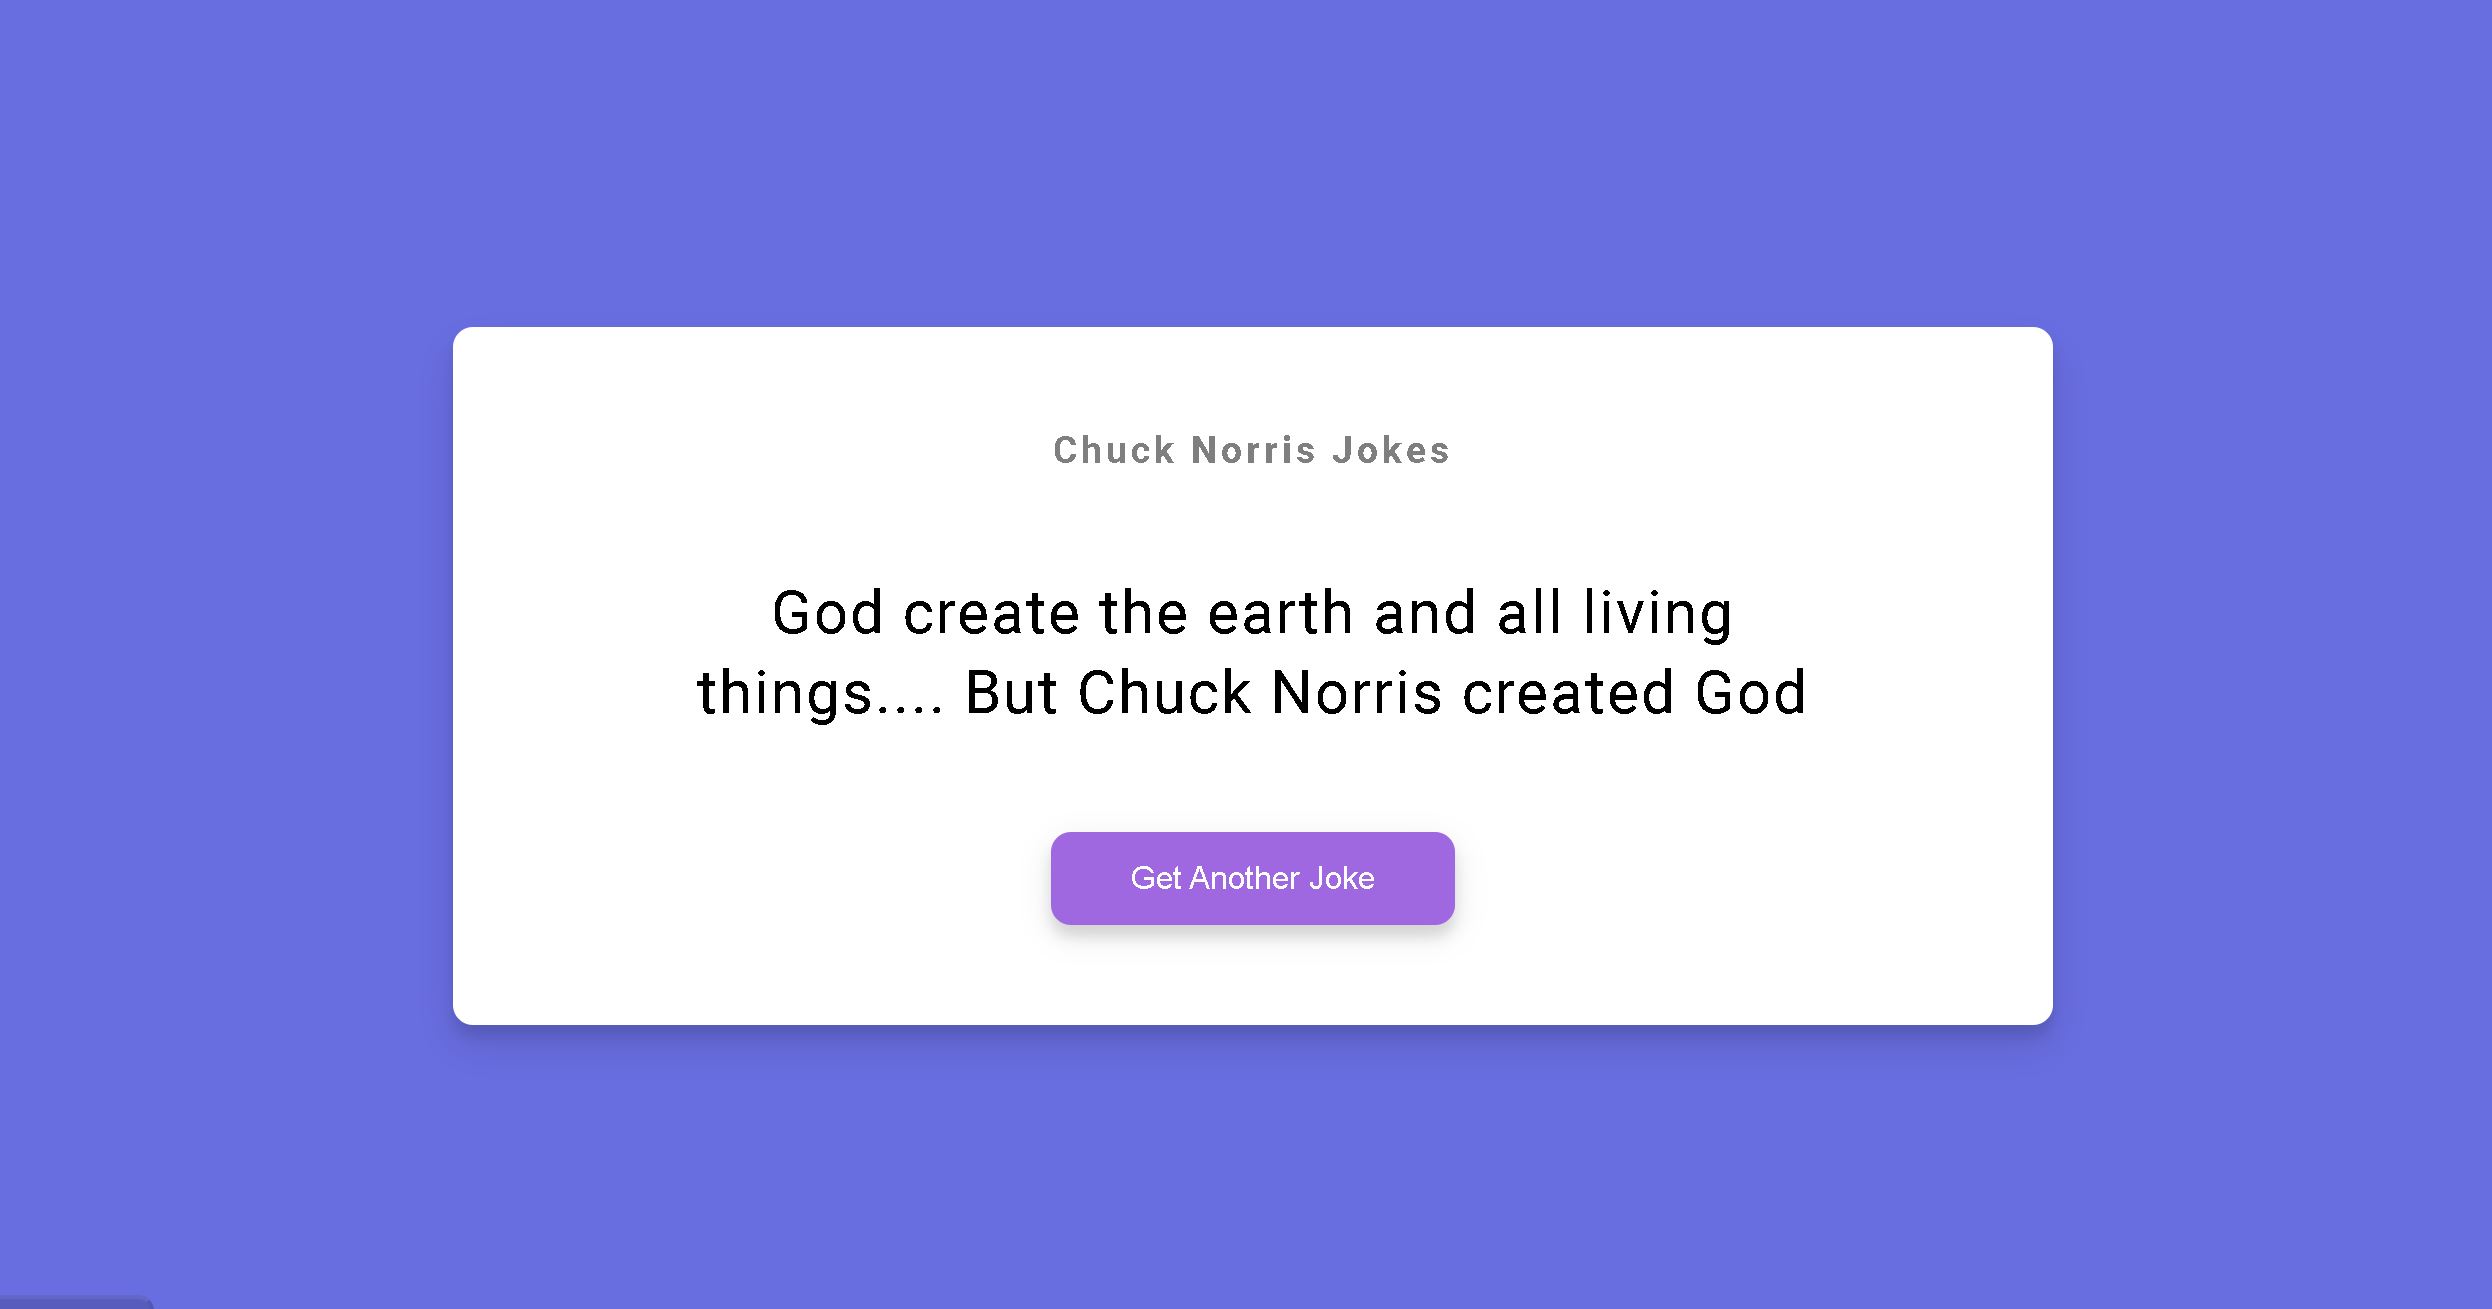 Chuck Norris Jokes
God create the earth and all living
things.... But Chuck Norris created God
Get Another Joke